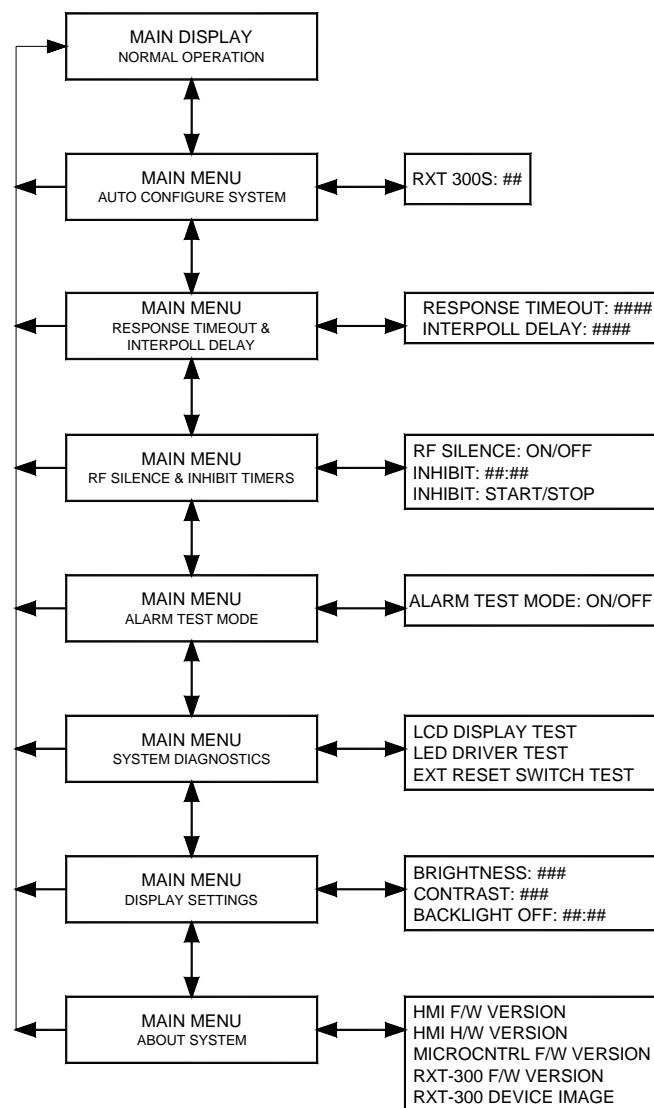 MAIN DISPLAY
NORMAL OPERATION
MAIN MENU
AUTO CONFIGURE SYSTEM
RXT 300S: ##
MAIN MENU
RESPONSE TIMEOUT &
INTERPOLL DELAY
RESPONSE TIMEOUT: ####
INTERPOLL DELAY: ####
MAIN MENU
RF SILENCE & INHIBIT TIMERS
RF SILENCE: ON/OFF
INHIBIT: ##:##
INHIBIT: START/STOP
MAIN MENU
ALARM TEST MODE
ALARM TEST MODE: ON/OFF
MAIN MENU
SYSTEM DIAGNOSTICS
LCD DISPLAY TEST
LED DRIVER TEST
EXT RESET SWITCH TEST
MAIN MENU
DISPLAY SETTINGS
BRIGHTNESS: ###
CONTRAST: ###
BACKLIGHT OFF: ##:##
MAIN MENU
ABOUT SYSTEM
HMI F/W VERSION
HMI H/W VERSION
MICROCNTRL F/W VERSION
RXT-300 F/W VERSION
RXT-300 DEVICE IMAGE